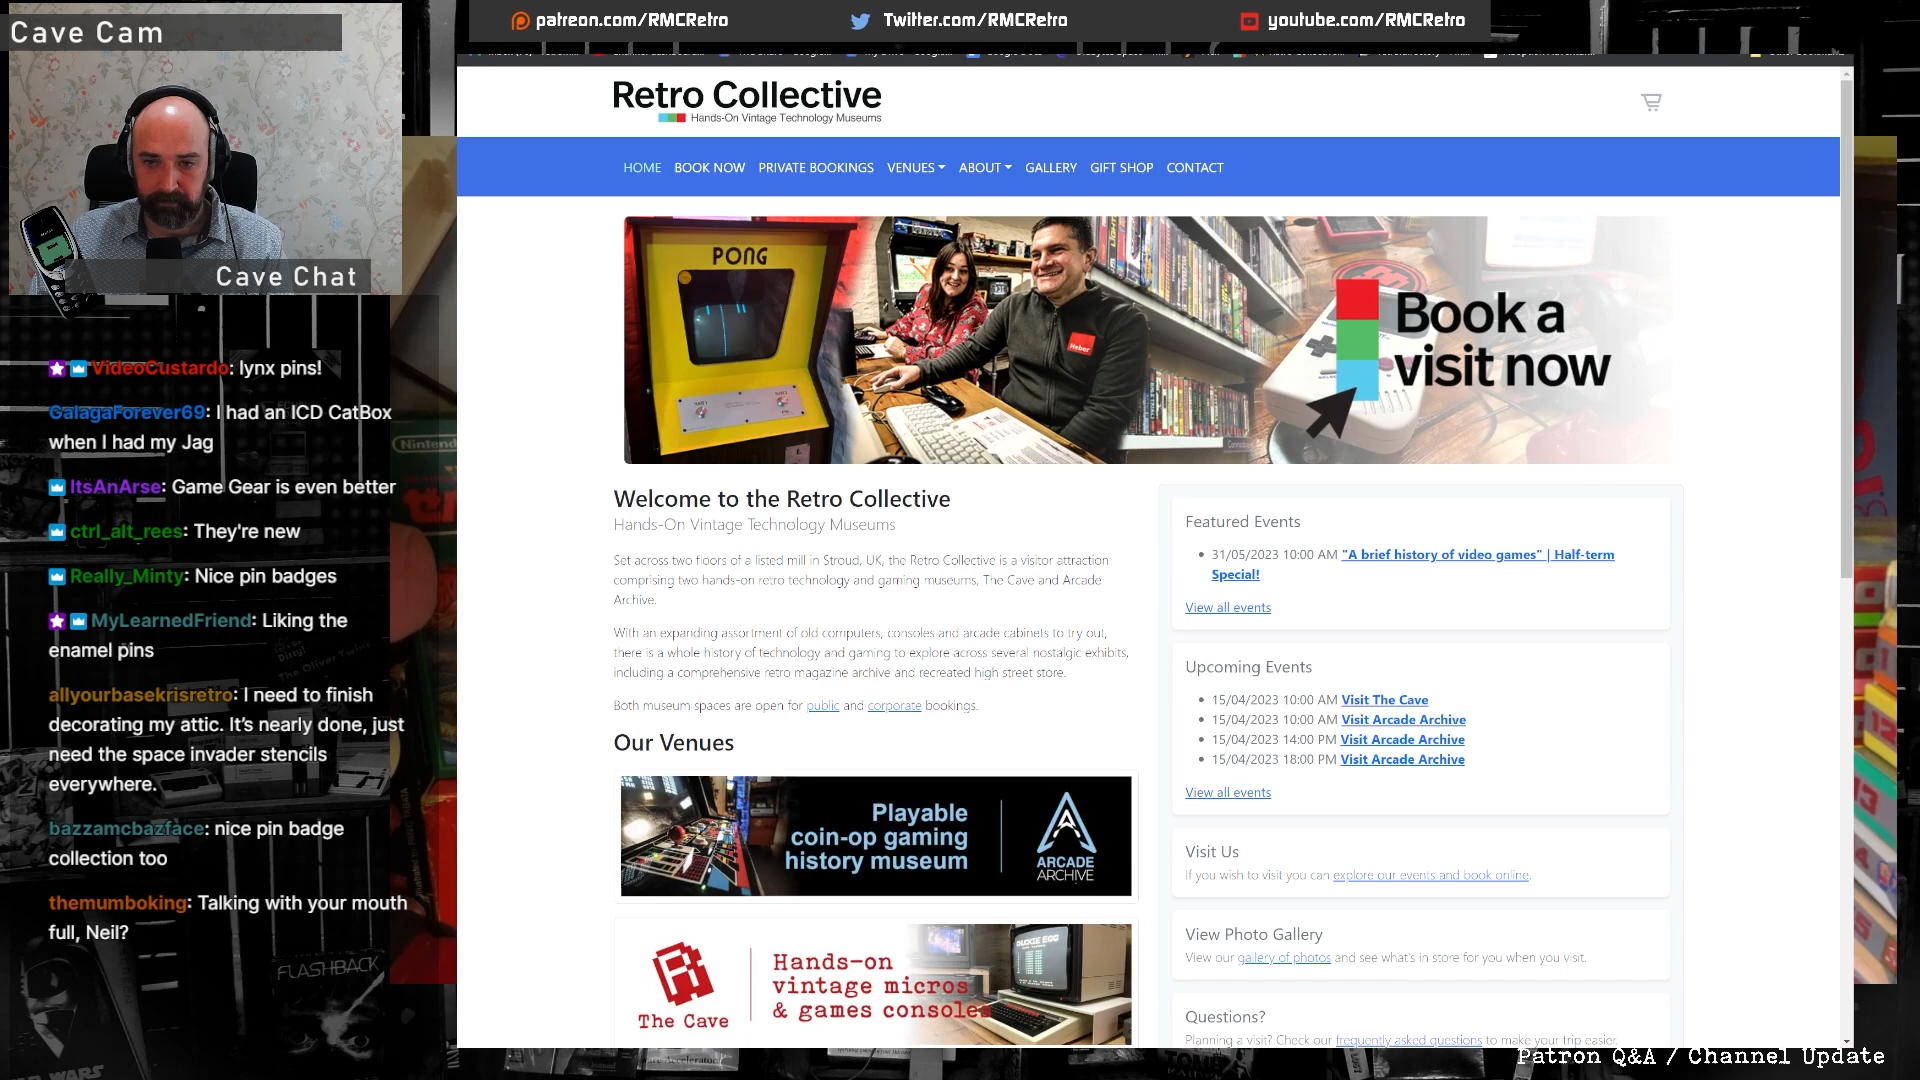 Cave Cam
patreon.com/RMCRetro
Twitter.com/RMCRetro
youtube.com/RMCRetro
Retro Collective
Hands-On Vintage Technology Museums
HOME BOOK NOW PRIVATE BOOKINGS VENUES ABOUT GALLERY GIFT SHOP CONTACT
PONG
Heber
Book a
visit now
Cave Chat
VideoCustardo: lynx pins!
GalagaForever69: I had an ICD CatBox
when I had my Jag
ItsAnArse: Game Gear is even better
ctrl_alt_rees: They're new
Really_Minty: Nice pin badges
MyLearnedFriend: Liking the
enamel pins
allyourbasekrisretro: I need to finish
decorating my attic. It's nearly done, just
need the space invader stencils
everywhere.
bazzamcbazface: nice pin badge
collection too
themumboking: Talking with your mouth
full, Neil?
Nintendo
The Oliver Twins
FLASHBACK
WARS
Welcome to the Retro Collective
Hands-On Vintage Technology Museums
Set across two floors of a listed mill in Stroud, UK, the Retro Collective is a visitor attraction
comprising two hands-on retro technology and gaming museums, The Cave and Arcade
Archive.
With an expanding assortment of old computers, consoles and arcade cabinets to try out,
there is a whole history of technology and gaming to explore across several nostalgic exhibits,
including a comprehensive retro magazine archive and recreated high street store.
Both museum spaces are open for public and corporate bookings.
Our Venues
Playable
coin-op gaming
history museum
ARCADE
ARCHIVE
The Cave
Hands-on
vintage micros
& games consoles
DUCKIE EGG
Featured Events
31/05/2023 10:00 AM "A brief history of video games" | Half-term
Special!
View all events
Upcoming Events
15/04/2023 10:00 AM Visit The Cave
15/04/2023 10:00 AM Visit Arcade Archive
15/04/2023 14:00 PM Visit Arcade Archive
15/04/2023 18:00 PM Visit Arcade Archive
View all events
Visit Us
If you wish to visit you can explore our events and book online.
View Photo Gallery
View our gallery of photos and see what's in store for you when you visit.
Questions?
Planning a visit? Check our frequently asked questions to make your trip easier.
Patron Q&A / Channel Update